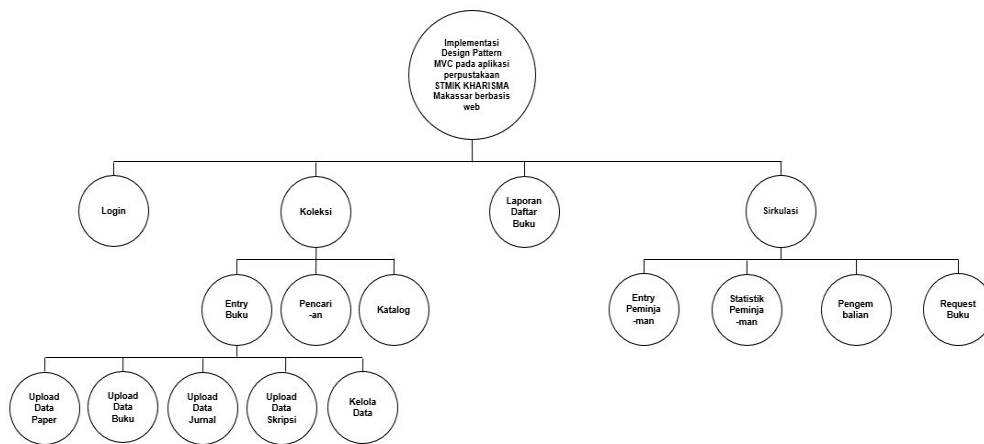 Implementasi
Design Pattern
MVC pada aplikasi
perpustakaan
STMIK KHARISMA
Makassar berbasis
web
Login
Koleksi
Laporan
Daftar
Buku
Sirkulasi
Entry
Buku
Pencari
-an
Katalog
Entry
Peminja
-man
Statistik
Peminja
-man
Pengem
balian
Request
Buku
Upload
Data
Paper
Upload
Data
Buku
Upload
Data
Jurnal
Upload
Data
Skripsi
Kelola
Data